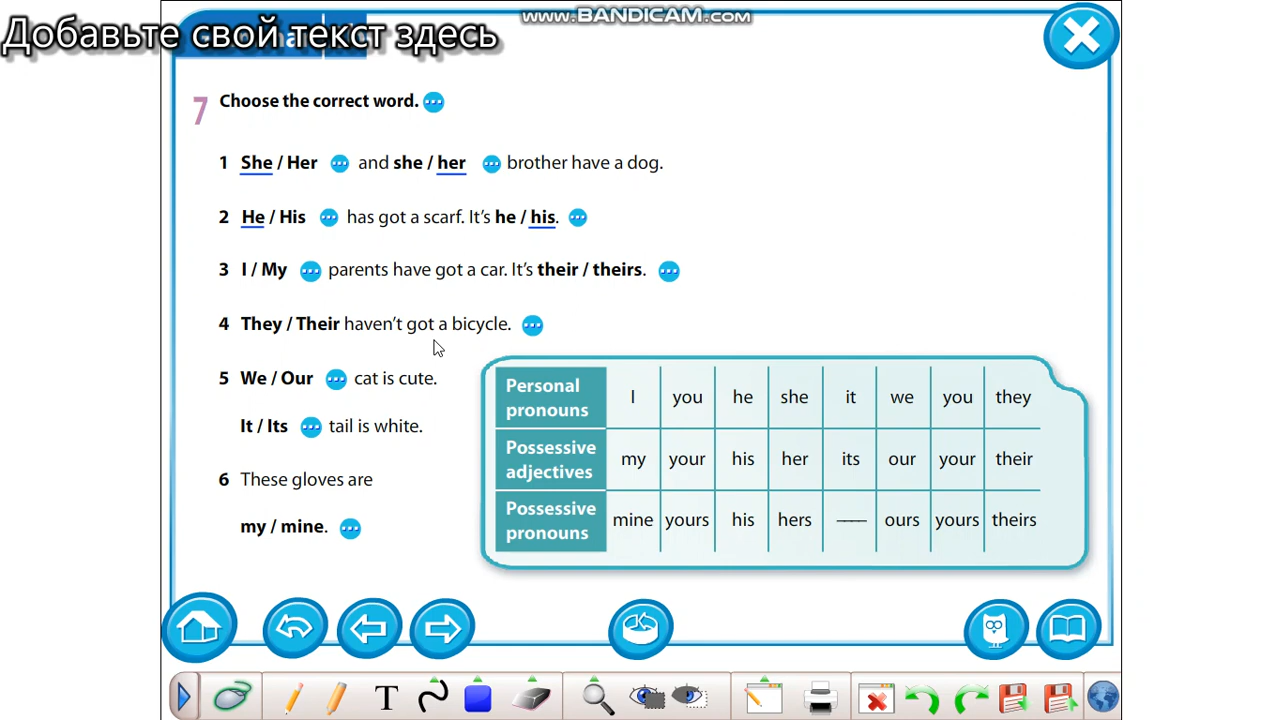 www.BANDICAM.com
Добавьте свой текст здесь
7 Choose the correct word.
1 She / Her and she / her brother have a dog.
2 He / His has got a scarf. It's he / his.
3 I / My parents have got a car. It's their / theirs.
4 They / Their haven't got a bicycle.
5 We / Our cat is cute.
It / Its tail is white.
6 These gloves are
my / mine.
Personal pronouns I you he she it we you they
Possessive adjectives my your his her its our your their
Possessive pronouns mine yours his hers — ours yours theirs
T